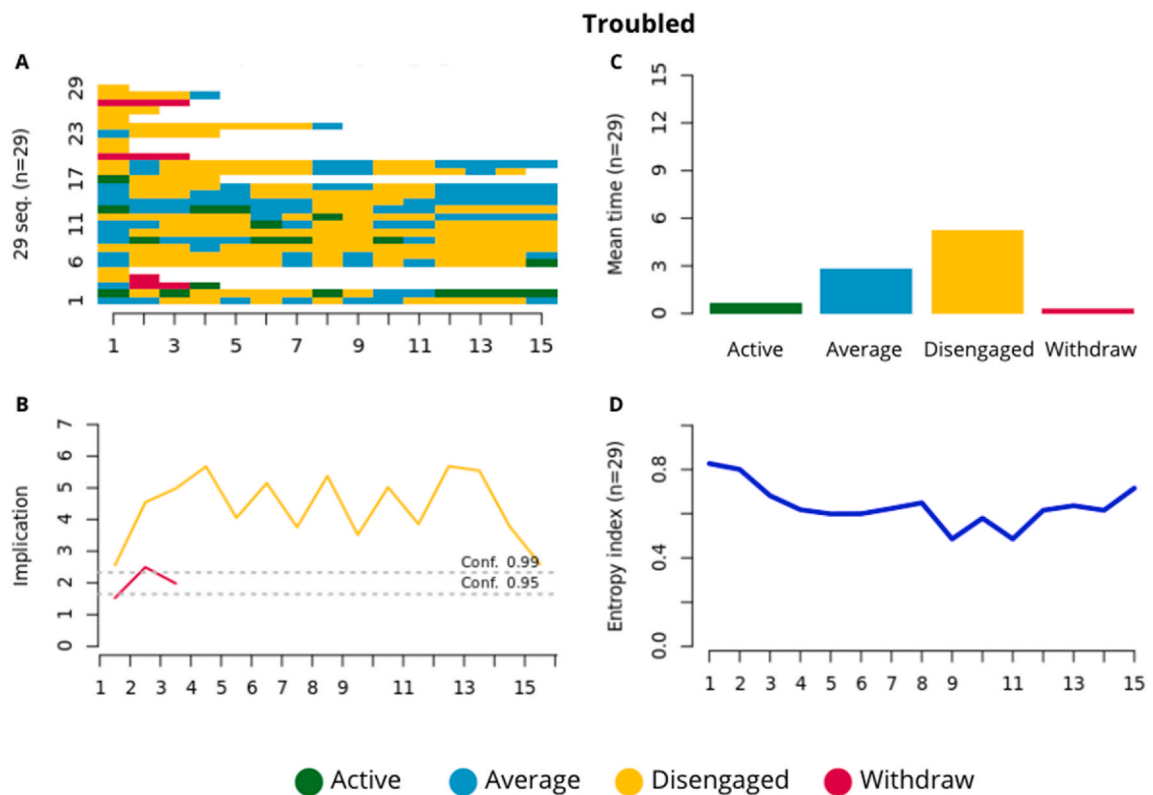 Troubled
A
29 seq. (n=29)
29
23
17
11
6
1
1 3 5 7 9 11 13 15
C
Mean time (n=29)
15
12
9
6
3
0
Active Average Disengaged Withdraw
B
Implication
7
6
5
4
3
2
1
0
Conf. 0.99
Conf. 0.95
1 2 3 4 5 6 7 8 9 11 13 15
D
Entropy index (n=29)
0.8
0.4
0.0
1 2 3 4 5 6 7 8 9 11 13 15
Active Average Disengaged Withdraw